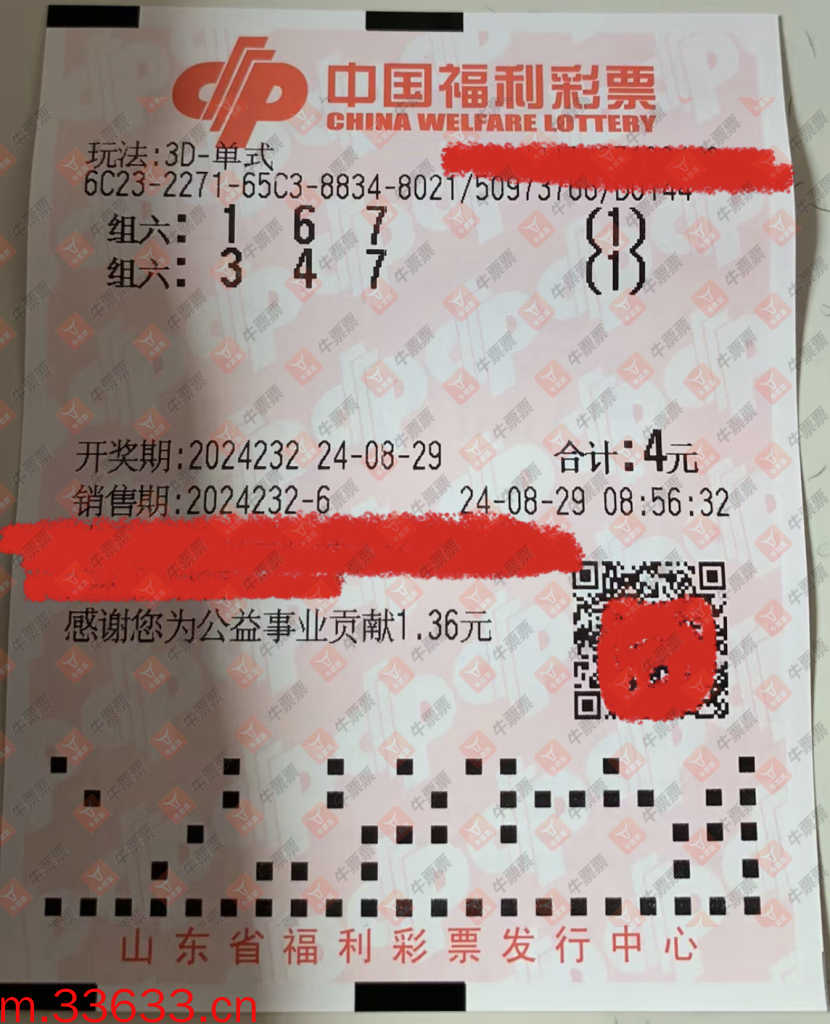 中国福利彩票
CHINA WELFARE LOTTERY
玩法:3D-单式
6C23-2271-65C3-8834-8021/
组六: 1 6 7 (1)
组六: 3 4 7 (1)
开奖期:2024232 24-08-29 合计:4元
销售期:2024232-6 24-08-29 08:56:32
感谢您为公益事业贡献1.36元
山东省福利彩票发行中心
m.33633.cn
牛票票